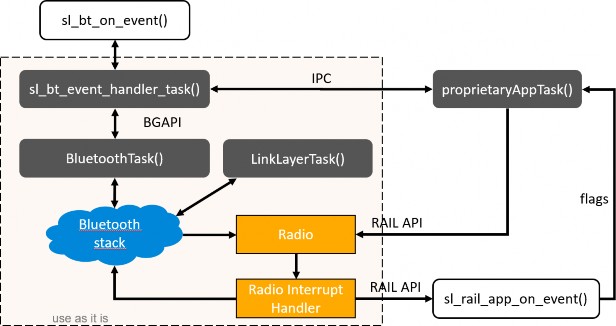 sl_bt_on_event()
sl_bt_event_handler_task()
IPC
proprietaryAppTask()
BGAPI
BluetoothTask()
LinkLayerTask()
flags
Bluetooth
stack
Radio
RAIL API
Radio Interrupt
Handler
RAIL API
sl_rail_app_on_event()
use as it is